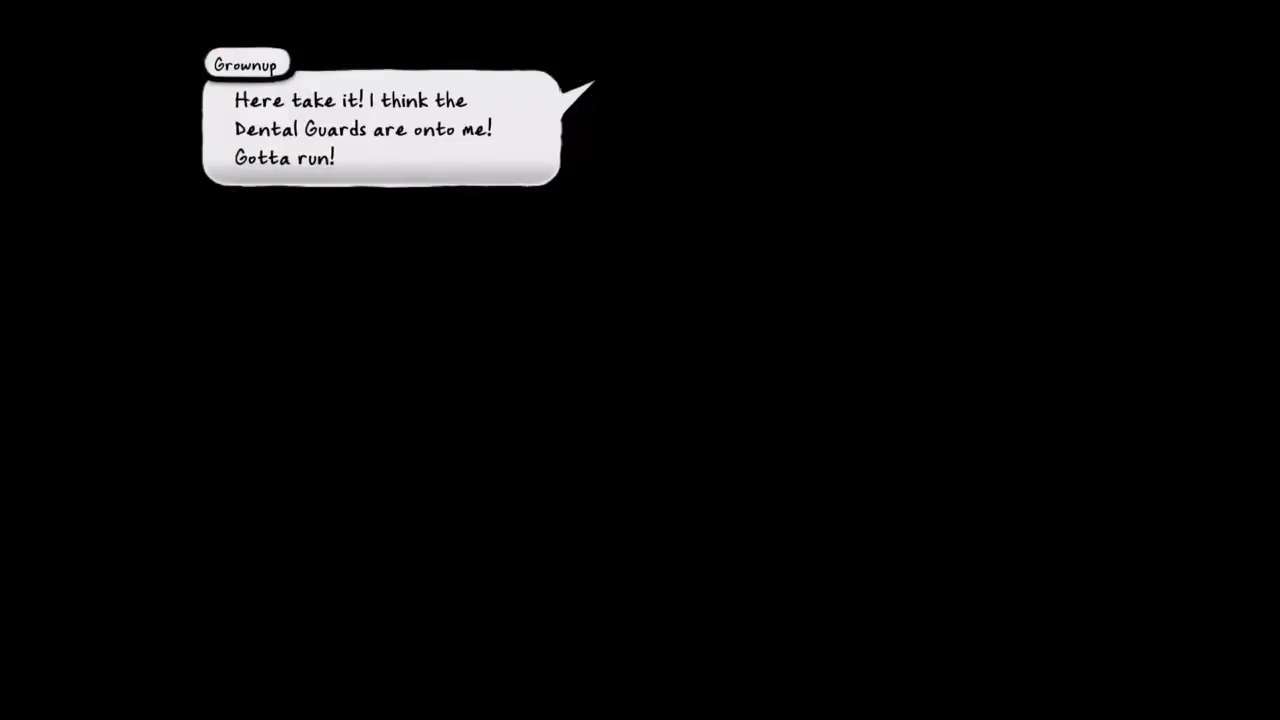 Grownup
Here take it! I think the
Dental Guards are onto me!
Gotta run!